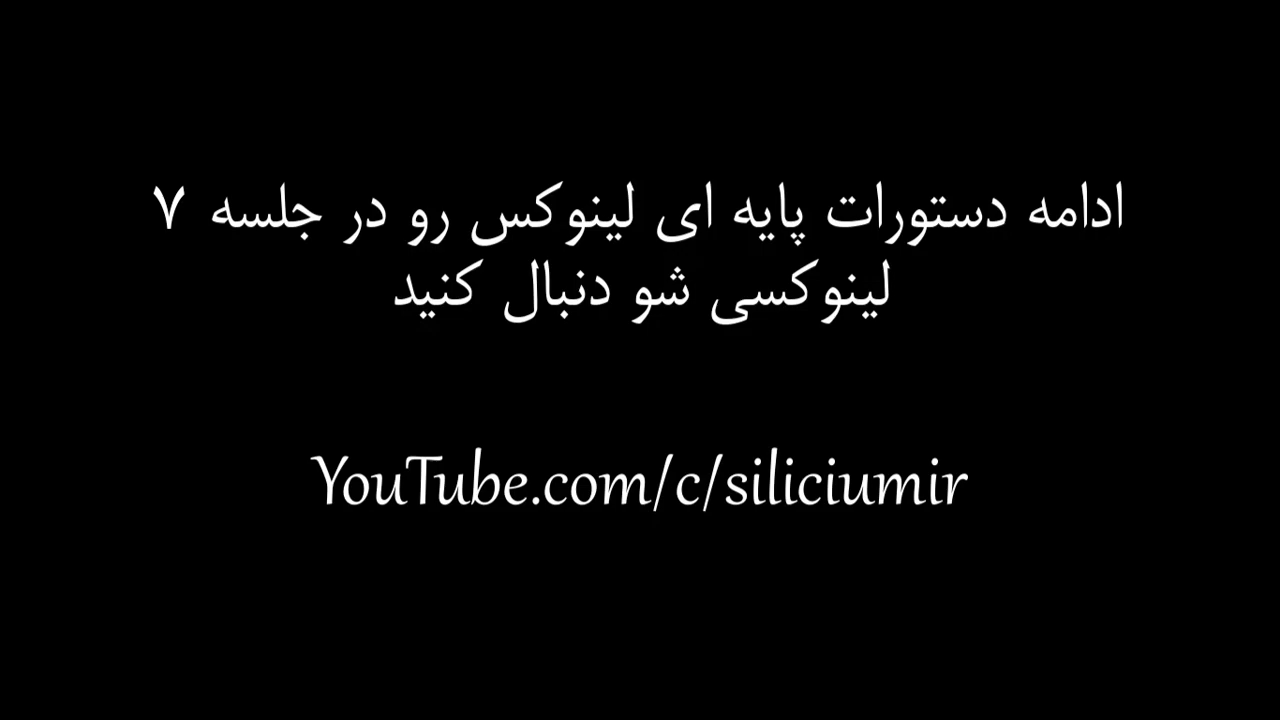 ادامه دستورات پایه ای لینوکس رو در جلسه ۷
لینوکسی شو دنبال کنید
YouTube.com/c/siliciumir